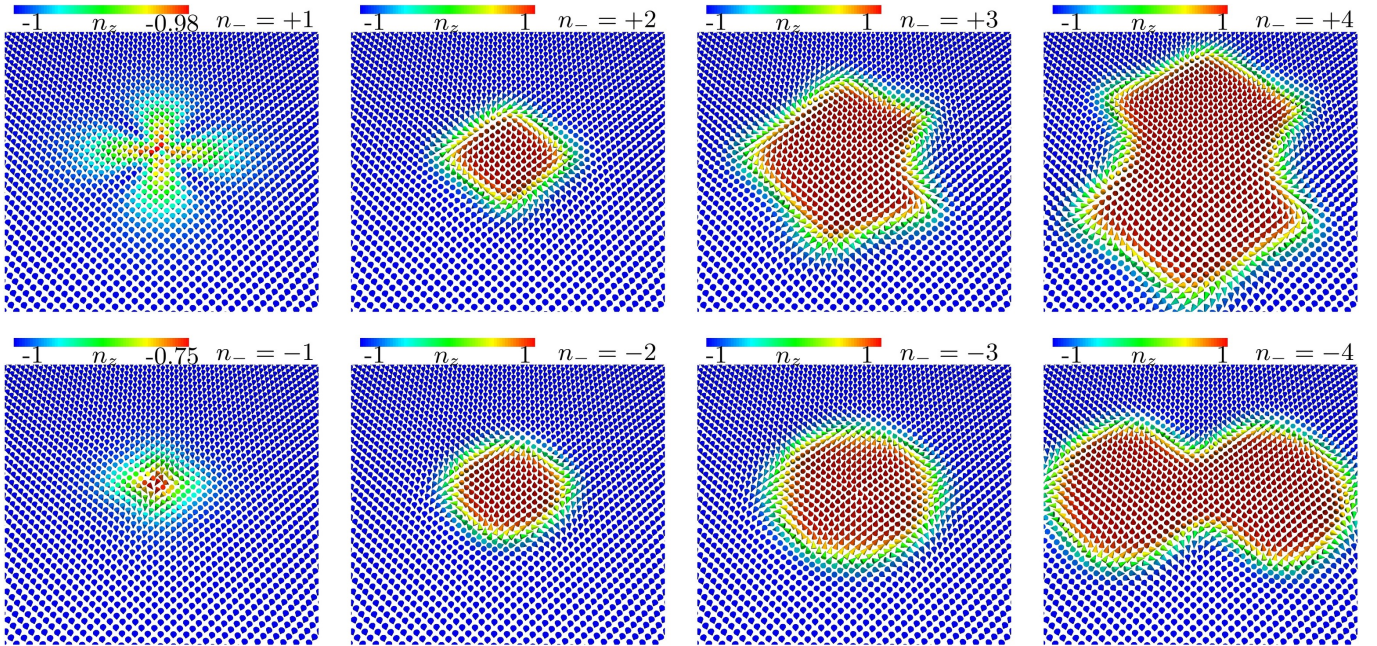 -1 n_z -0.98 n_− = +1
-1 n_z 1 n_− = +2
-1 n_z 1 n_− = +3
-1 n_z 1 n_− = +4
-1 n_z -0.75 n_− = −1
-1 n_z 1 n_− = −2
-1 n_z 1 n_− = −3
-1 n_z 1 n_− = −4